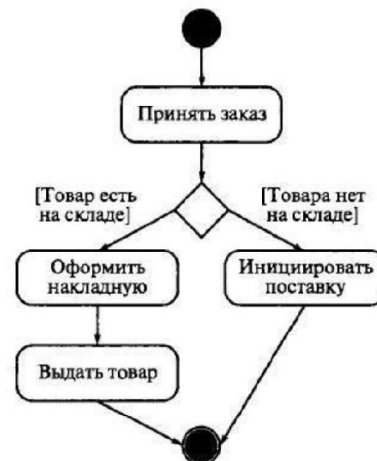 Принять заказ
[Товар есть
на складе]
[Товара нет
на складе]
Оформить
накладную
Инициировать
поставку
Выдать товар